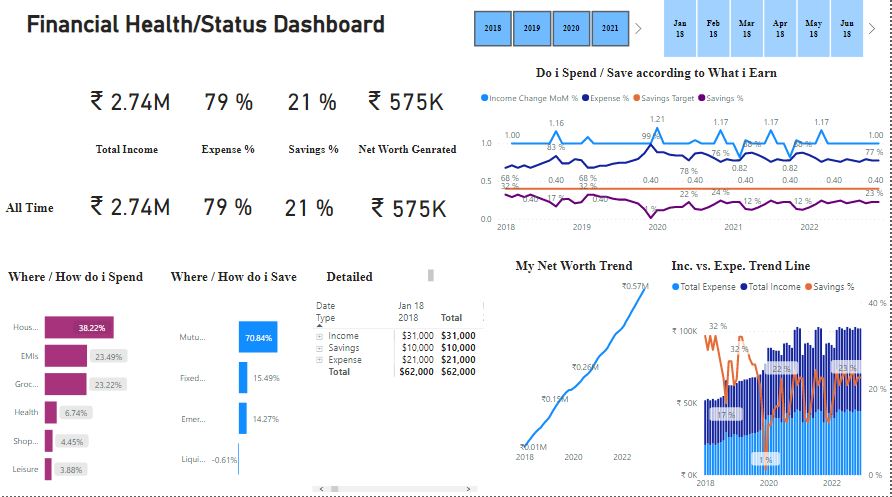 Financial Health/Status Dashboard
2018 2019 2020 2021
Jan 18 Feb 18 Mar 18 Apr 18 May 18 Jun 18
₹ 2.74M 79 % 21 % ₹ 575K
Total Income Expense % Savings % Net Worth Genrated
All Time ₹ 2.74M 79 % 21 % ₹ 575K
Do i Spend / Save according to What i Earn
Income Change MoM % Expense % Savings Target Savings %
1.00 1.16 1.21 1.17 1.17 1.17 1.00
1.0
83 % 76 % 77 %
78 % 0.82 0.82
0.5
68 % 68 % 0.40 0.40 0.40 0.40 0.40 0.40
32 % 32 %
0.40 17 % 0.40 22 % 24 % 12 % 12 % 23 %
0.0
2018 2019 2020 2021 2022
Where / How do i Spend
Hous... 38.22%
EMIs 23.49%
Groc... 23.22%
Health 6.74%
Shop... 4.45%
Leisure 3.88%
Where / How do i Save
Mutu... 70.84%
Fixed... 15.49%
Emer... 14.27%
Liqui... -0.61%
Detailed
Date Jan 18 Total
Type 2018
Income $31,000 $31,000
Savings $10,000 $10,000
Expense $21,000 $21,000
Total $62,000 $62,000
My Net Worth Trend
₹0.57M
₹0.26M
₹0.19M
₹0.01M
2018 2020 2022
Inc. vs. Expe. Trend Line
Total Expense Total Income Savings %
40 %
₹ 100K
32 %
32 %
22 % 23 %
20 %
₹ 50K
17 %
1 %
₹ 0K 0 %
2018 2020 2022